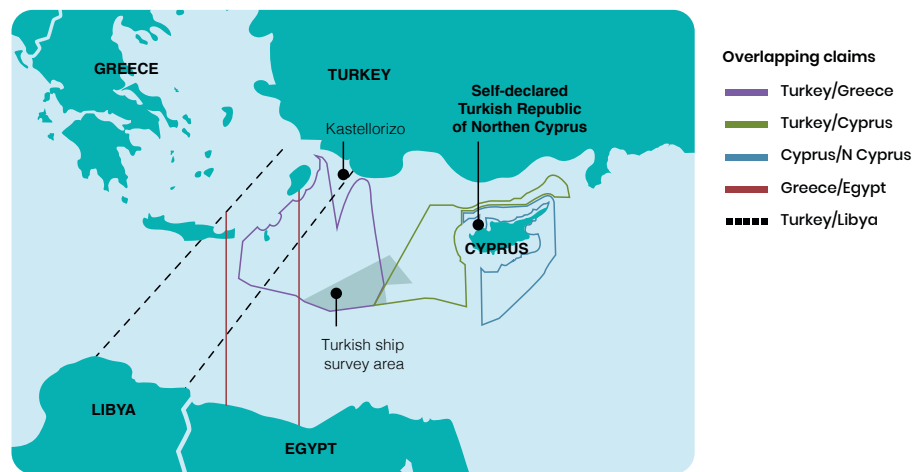 GREECE
TURKEY
Self-declared
Turkish Republic
of Northen Cyprus
Kastellorizo
CYPRUS
Turkish ship
survey area
LIBYA
EGYPT
Overlapping claims
Turkey/Greece
Turkey/Cyprus
Cyprus/N Cyprus
Greece/Egypt
Turkey/Libya